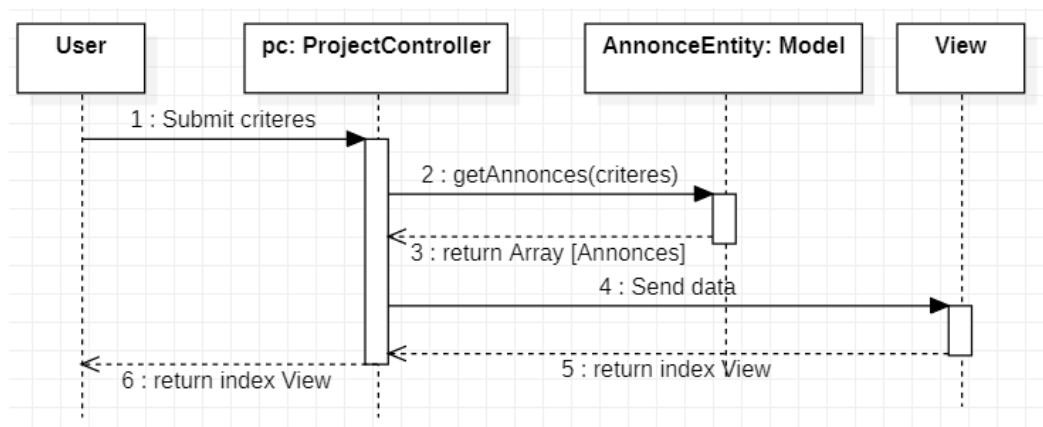 User
pc: ProjectController
AnnonceEntity: Model
View
1 : Submit criteres
2 : getAnnonces(criteres)
3 : return Array [Annonces]
4 : Send data
5 : return index View
6 : return index View